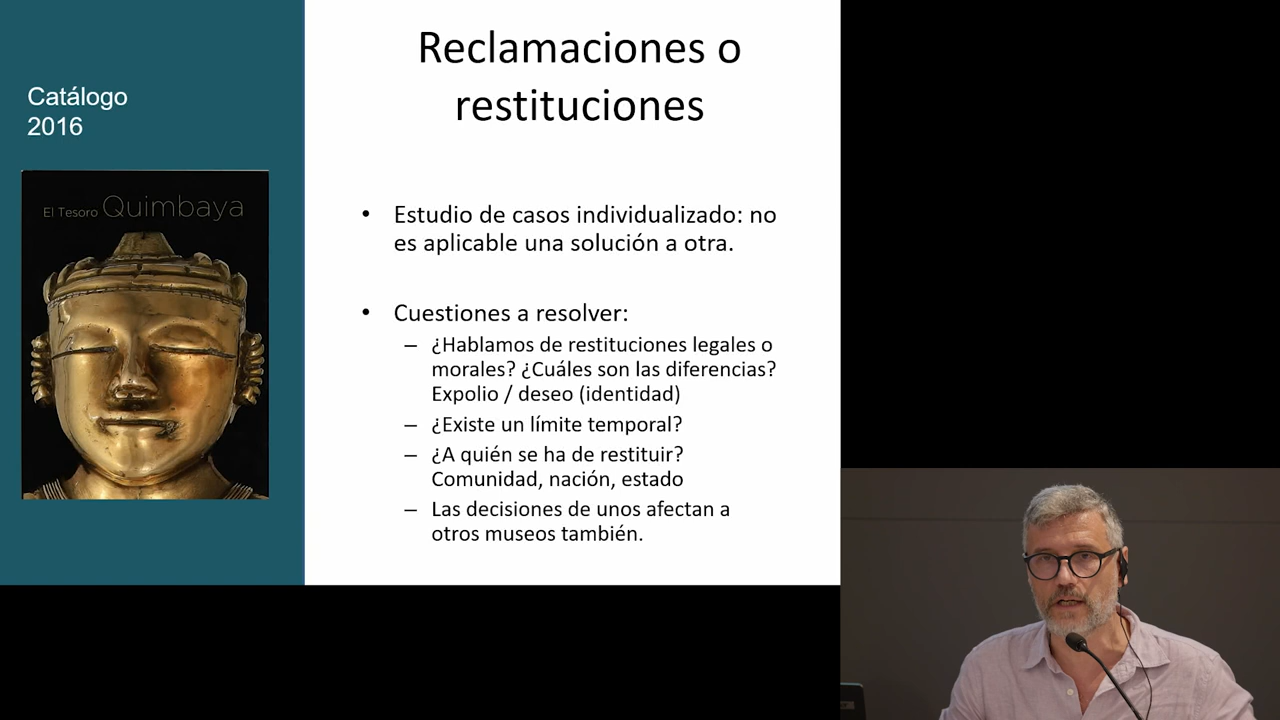 Catálogo
2016
El Tesoro Quimbaya
Reclamaciones o
restituciones
• Estudio de casos individualizado: no
es aplicable una solución a otra.
• Cuestiones a resolver:
– ¿Hablamos de restituciones legales o
morales? ¿Cuáles son las diferencias?
Expolio / deseo (identidad)
– ¿Existe un límite temporal?
– ¿A quién se ha de restituir?
Comunidad, nación, estado
– Las decisiones de unos afectan a
otros museos también.